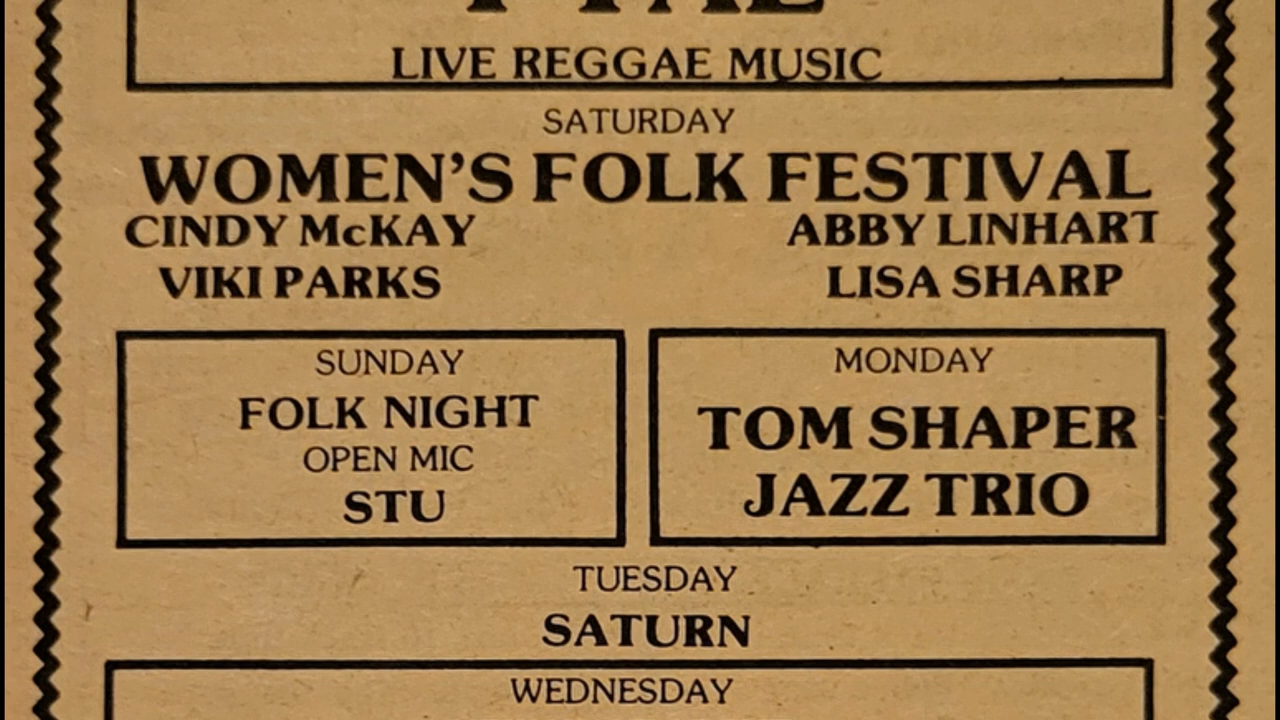 LIVE REGGAE MUSIC
SATURDAY
WOMEN'S FOLK FESTIVAL
CINDY McKAY
VIKI PARKS
ABBY LINHART
LISA SHARP
SUNDAY
FOLK NIGHT
OPEN MIC
STU
MONDAY
TOM SHAPER
JAZZ TRIO
TUESDAY
SATURN
WEDNESDAY